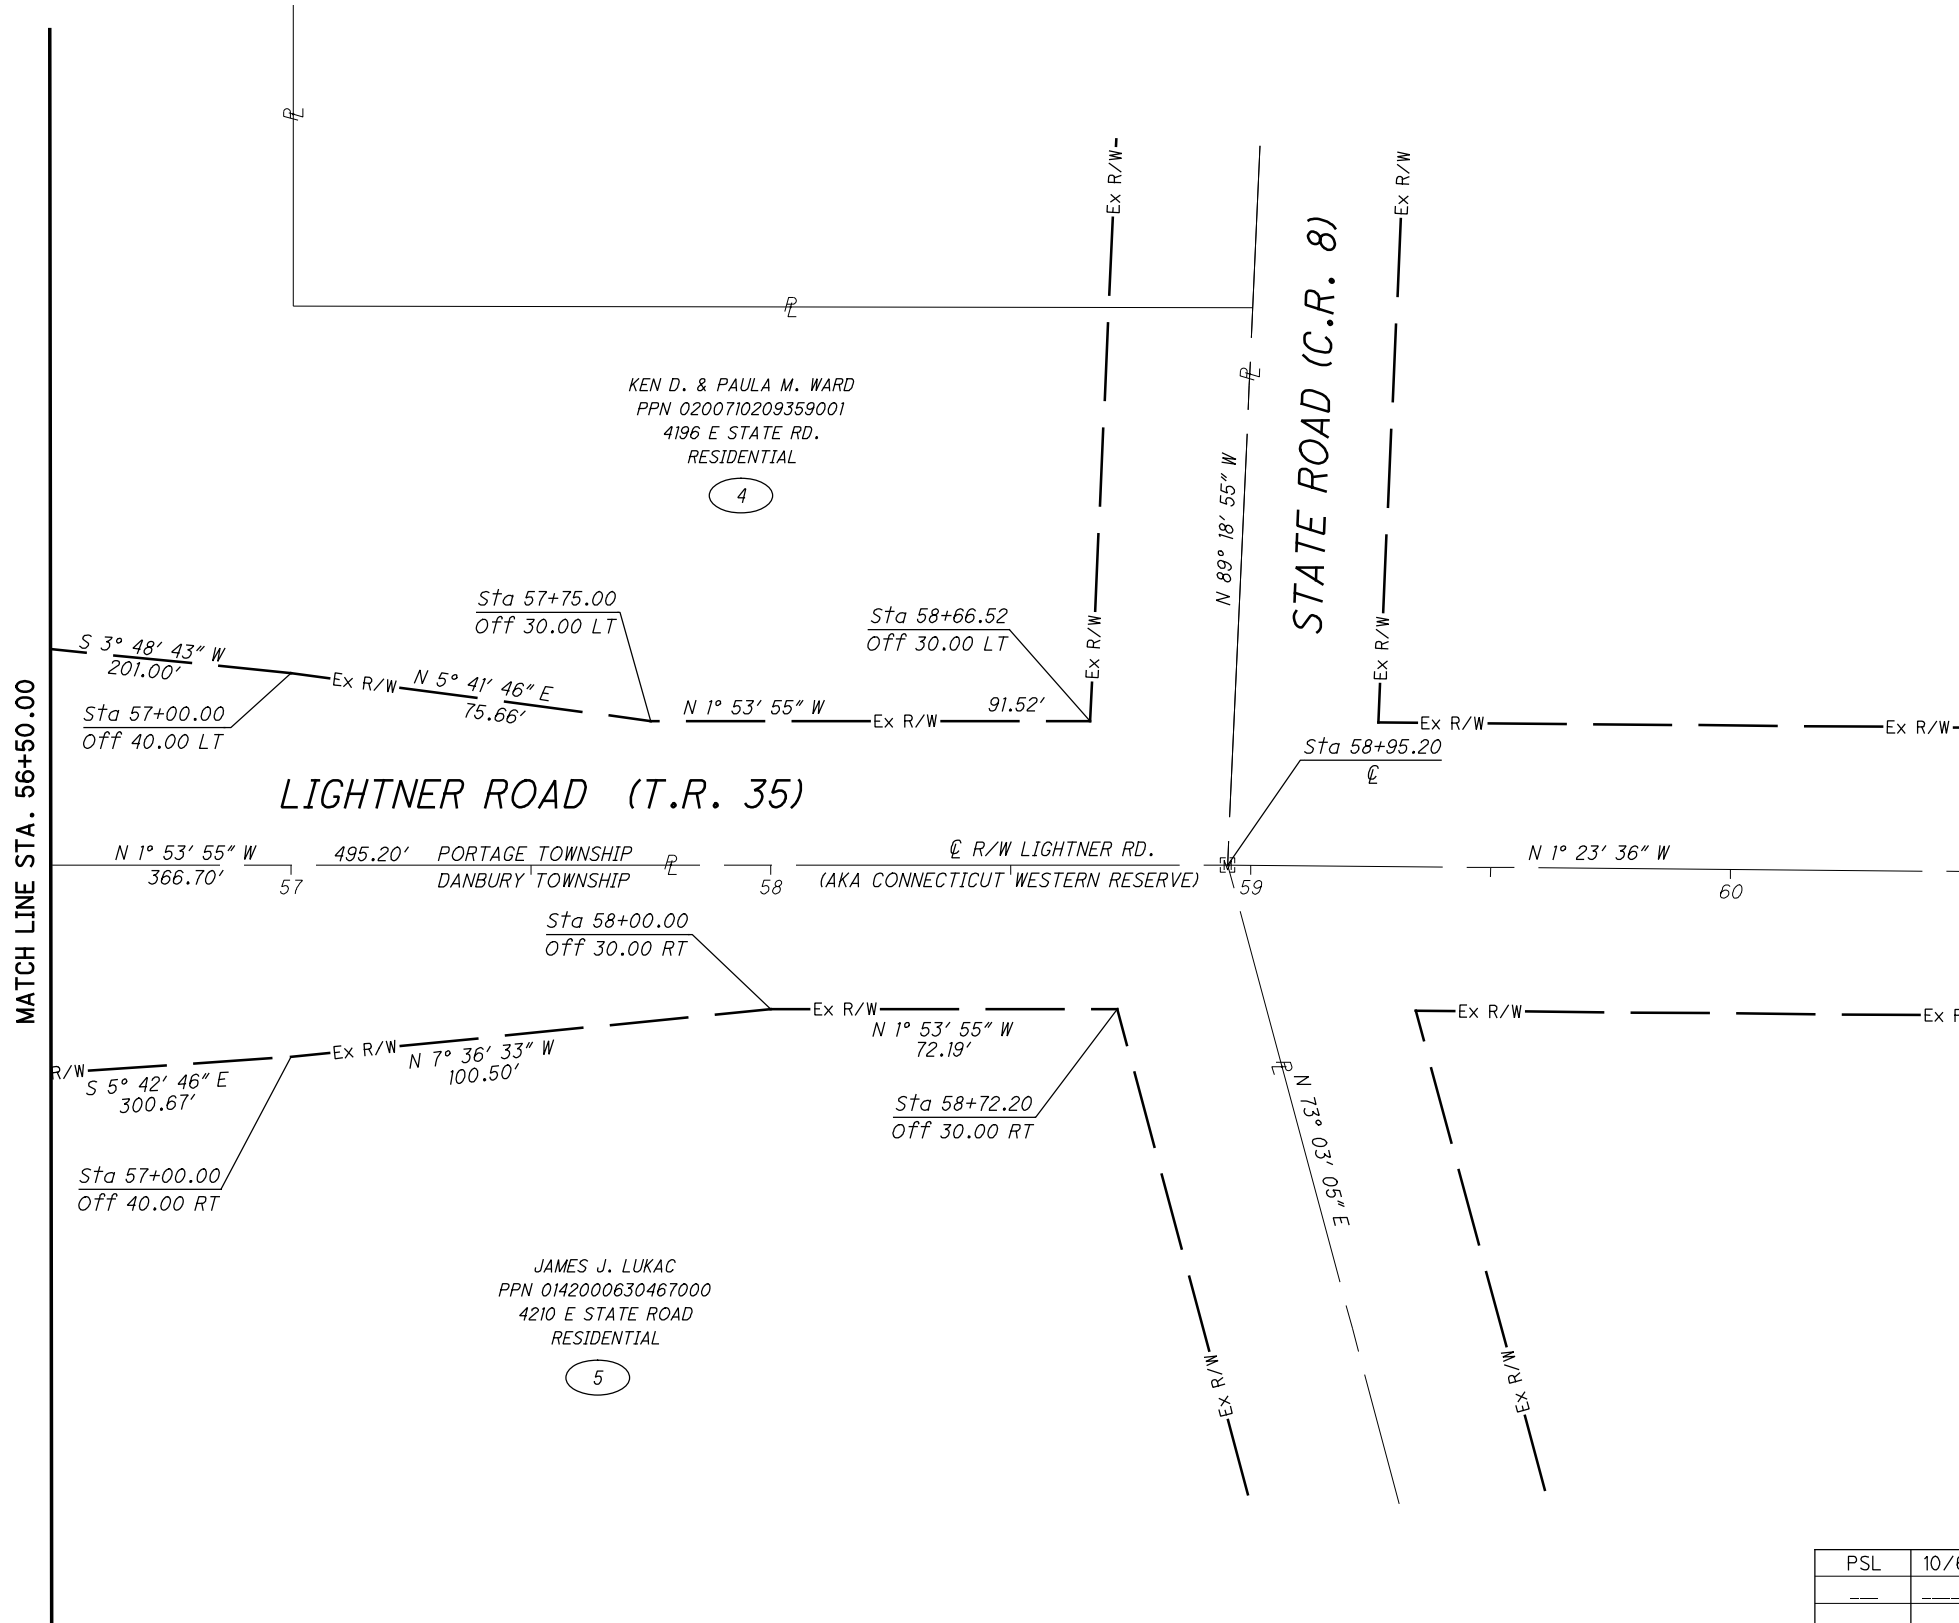 MATCH LINE STA. 56+50.00
PL
PL
Ex R/W
Ex R/W
PL
STATE ROAD (C.R. 8)
N 89° 18' 55" W
KEN D. & PAULA M. WARD
PPN 0200710209359001
4196 E STATE RD.
RESIDENTIAL
4
Sta 57+75.00
Off 30.00 LT
Sta 58+66.52
Off 30.00 LT
Ex R/W
Ex R/W
S 3° 48' 43" W
201.00'
Ex R/W
N 5° 41' 46" E
75.66'
N 1° 53' 55" W
Ex R/W
91.52'
Ex R/W
Ex R/W
Sta 57+00.00
Off 40.00 LT
Sta 58+95.20
CL
LIGHTNER ROAD (T.R. 35)
N 1° 53' 55" W
366.70'
495.20'
PORTAGE TOWNSHIP
DANBURY TOWNSHIP
PL
CL R/W LIGHTNER RD.
(AKA CONNECTICUT WESTERN RESERVE)
N 1° 23' 36" W
57
58
59
60
Sta 58+00.00
Off 30.00 RT
Ex R/W
N 1° 53' 55" W
72.19'
Ex R/W
Ex R
R/W
S 5° 42' 46" E
300.67'
Ex R/W
N 7° 36' 33" W
100.50'
PL
N 73° 03' 05" E
Sta 58+72.20
Off 30.00 RT
Sta 57+00.00
Off 40.00 RT
JAMES J. LUKAC
PPN 0142000630467000
4210 E STATE ROAD
RESIDENTIAL
5
Ex R/W
Ex R/W
PSL
10/